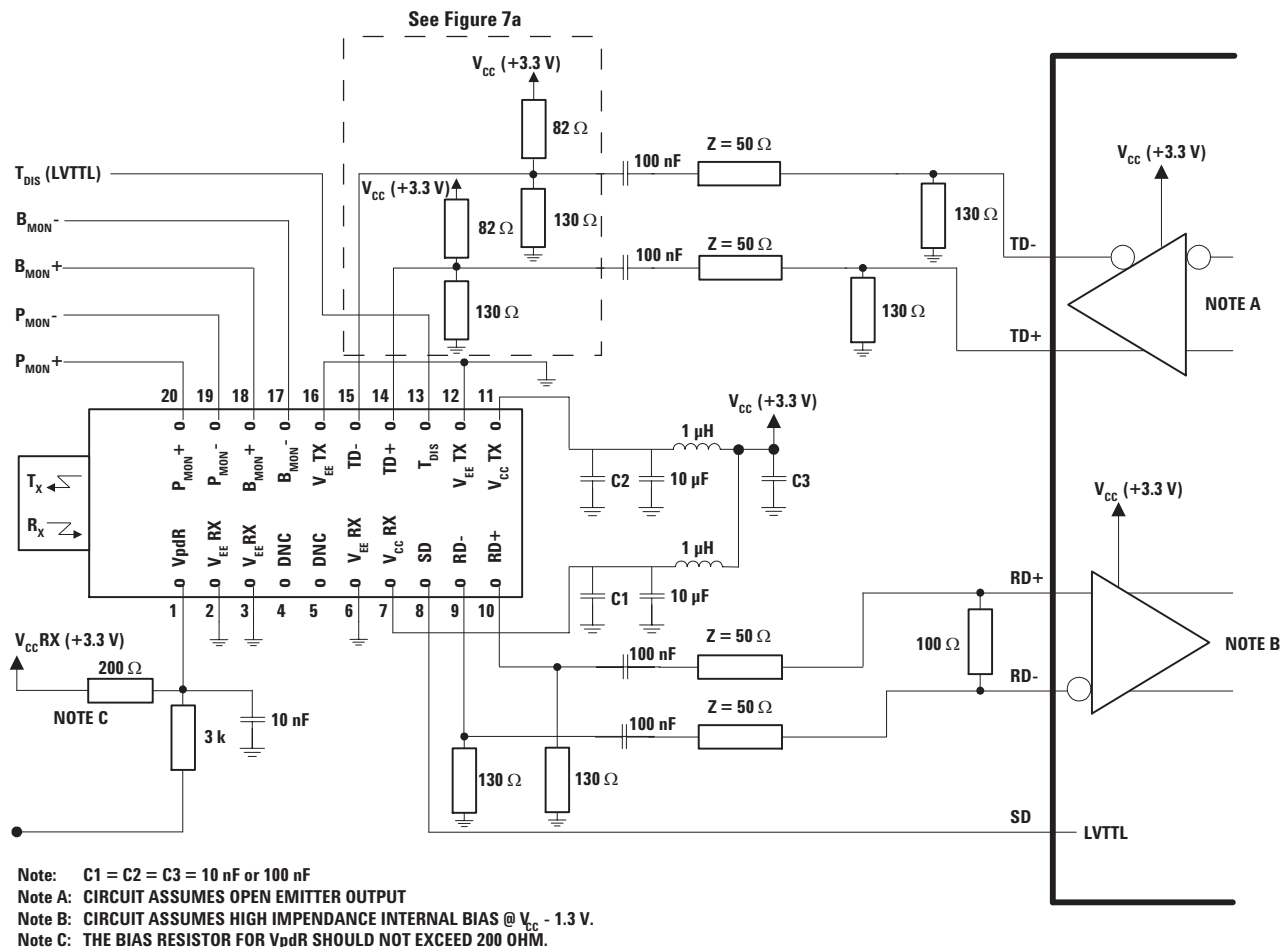 See Figure 7a
V_CC (+3.3 V)
82 Ω
Z = 50 Ω
100 nF
T_DIS (LVTTL)
V_CC (+3.3 V)
V_CC (+3.3 V)
B_MON-
82 Ω
130 Ω
130 Ω
Z = 50 Ω
100 nF
TD-
B_MON+
P_MON-
130 Ω
130 Ω
NOTE A
TD+
P_MON+
20 19 18 17 16 15 14 13 12 11
V_CC (+3.3 V)
1 µH
P_MON+ P_MON- B_MON+ B_MON- V_EE TX TD- TD+ T_DIS V_EE TX V_CC TX
C2 10 µF C3
T_X
V_CC (+3.3 V)
R_X
VpdR V_EE RX V_EE RX DNC DNC V_EE RX V_CC RX SD RD- RD+
1 µH
RD+
C1 10 µF
1 2 3 4 5 6 7 8 9 10
Z = 50 Ω
V_CC RX (+3.3 V)
100 nF
100 Ω
NOTE B
200 Ω
RD-
Z = 50 Ω
NOTE C
10 nF
100 nF
3 k
130 Ω
130 Ω
SD
LVTTL
Note: C1 = C2 = C3 = 10 nF or 100 nF
Note A: CIRCUIT ASSUMES OPEN EMITTER OUTPUT
Note B: CIRCUIT ASSUMES HIGH IMPENDANCE INTERNAL BIAS @ V_CC - 1.3 V.
Note C: THE BIAS RESISTOR FOR VpdR SHOULD NOT EXCEED 200 OHM.